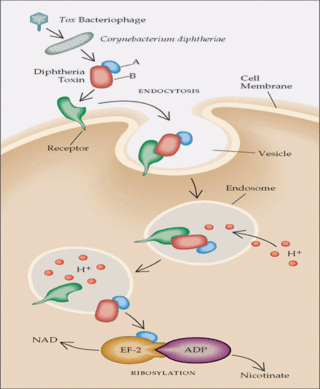 Tox Bacteriophage
Corynebacterium diphtheriae
Diphtheria
Toxin
A
B
ENDOCYTOSIS
Cell
Membrane
Receptor
Vesicle
Endosome
H+
H+
NAD
EF-2
ADP
RIBOSYLATION
Nicotinate